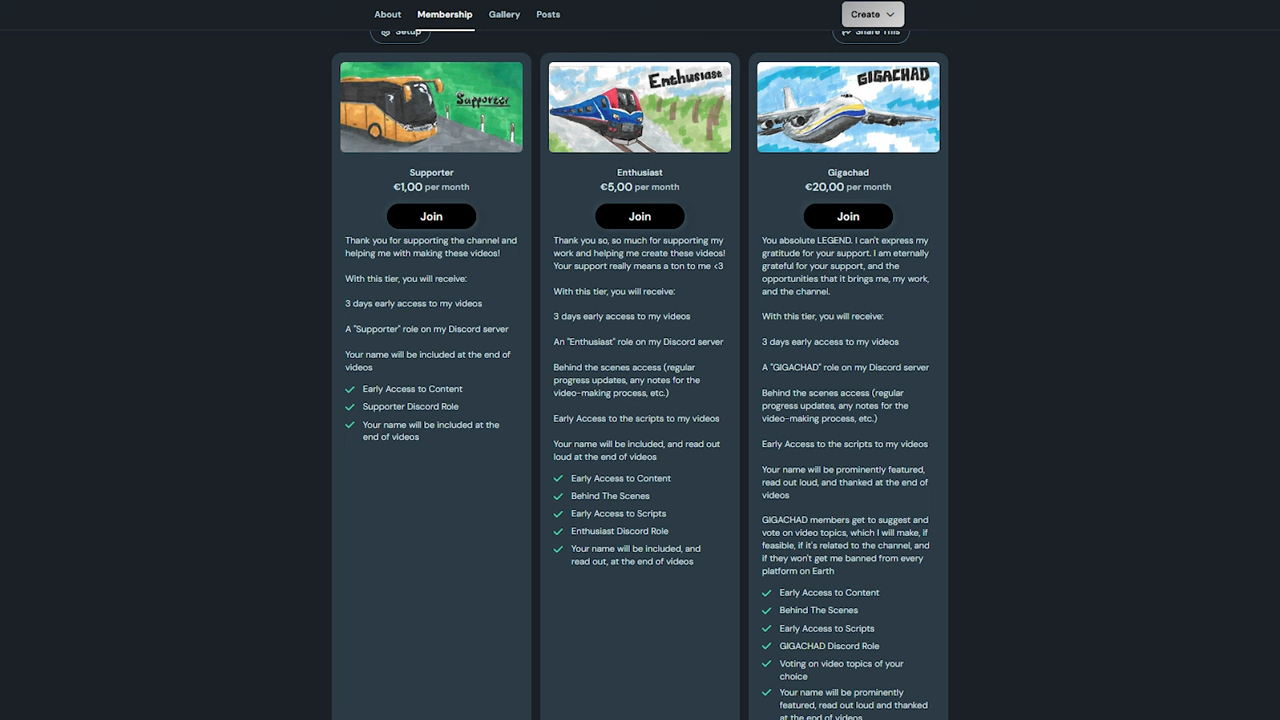 About Membership Gallery Posts Create
Setup Share This
Supporter
Supporter
€1,00 per month
Join
Thank you for supporting the channel and
helping me with making these videos!
With this tier, you will receive:
3 days early access to my videos
A "Supporter" role on my Discord server
Your name will be included at the end of
videos
Early Access to Content
Supporter Discord Role
Your name will be included at the
end of videos
Enthusiast
Enthusiast
€5,00 per month
Join
Thank you so, so much for supporting my
work and helping me create these videos!
Your support really means a ton to me <3
With this tier, you will receive:
3 days early access to my videos
An "Enthusiast" role on my Discord server
Behind the scenes access (regular
progress updates, any notes for the
video-making process, etc.)
Early Access to the scripts to my videos
Your name will be included, and read out
loud at the end of videos
Early Access to Content
Behind The Scenes
Early Access to Scripts
Enthusiast Discord Role
Your name will be included, and
read out, at the end of videos
GIGACHAD
Gigachad
€20,00 per month
Join
You absolute LEGEND. I can't express my
gratitude for your support. I am eternally
grateful for your support, and the
opportunities that it brings me, my work,
and the channel.
With this tier, you will receive:
3 days early access to my videos
A "GIGACHAD" role on my Discord server
Behind the scenes access (regular
progress updates, any notes for the
video-making process, etc.)
Early Access to the scripts to my videos
Your name will be prominently featured,
read out loud, and thanked at the end of
videos
GIGACHAD members get to suggest and
vote on video topics, which I will make, if
feasible, if it's related to the channel, and
if they won't get me banned from every
platform on Earth
Early Access to Content
Behind The Scenes
Early Access to Scripts
GIGACHAD Discord Role
Voting on video topics of your
choice
Your name will be prominently
featured, read out loud and thanked
at the end of videos